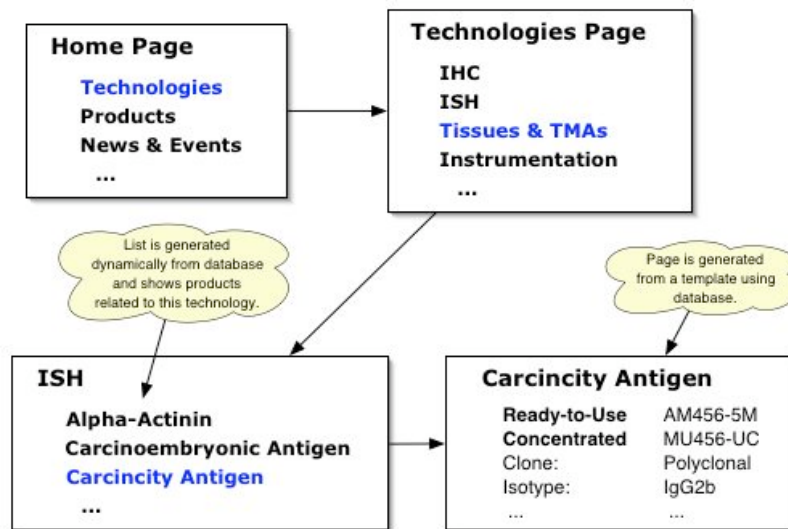 Home Page
Technologies
Products
News & Events
...
Technologies Page
IHC
ISH
Tissues & TMAs
Instrumentation
...
List is generated
dynamically from database
and shows products
related to this technology.
Page is generated
from a template using
database.
ISH
Alpha-Actinin
Carcinoembryonic Antigen
Carcincity Antigen
...
Carcincity Antigen
Ready-to-Use AM456-5M
Concentrated MU456-UC
Clone: Polyclonal
Isotype: IgG2b
... ...